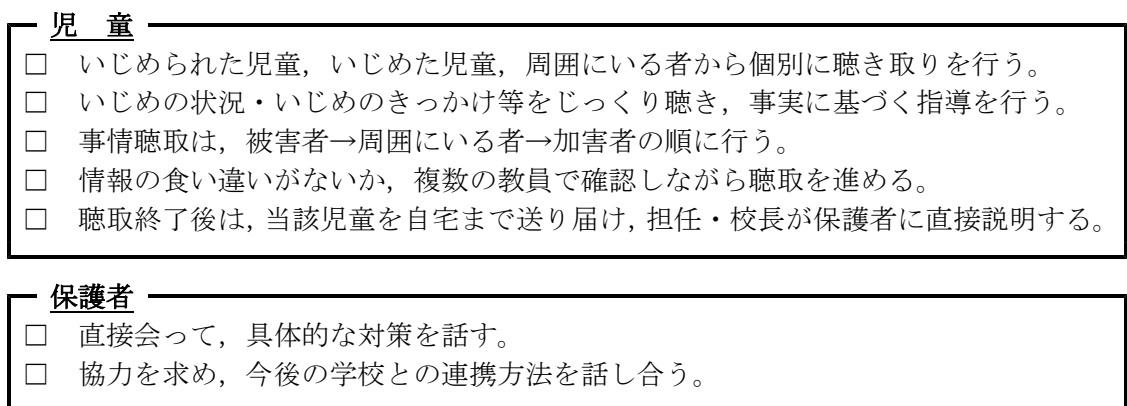 児　童
□　いじめられた児童，いじめた児童，周囲にいる者から個別に聴き取りを行う。
□　いじめの状況・いじめのきっかけ等をじっくり聴き，事実に基づく指導を行う。
□　事情聴取は，被害者→周囲にいる者→加害者の順に行う。
□　情報の食い違いがないか，複数の教員で確認しながら聴取を進める。
□　聴取終了後は，当該児童を自宅まで送り届け，担任・校長が保護者に直接説明する。
保護者
□　直接会って，具体的な対策を話す。
□　協力を求め，今後の学校との連携方法を話し合う。